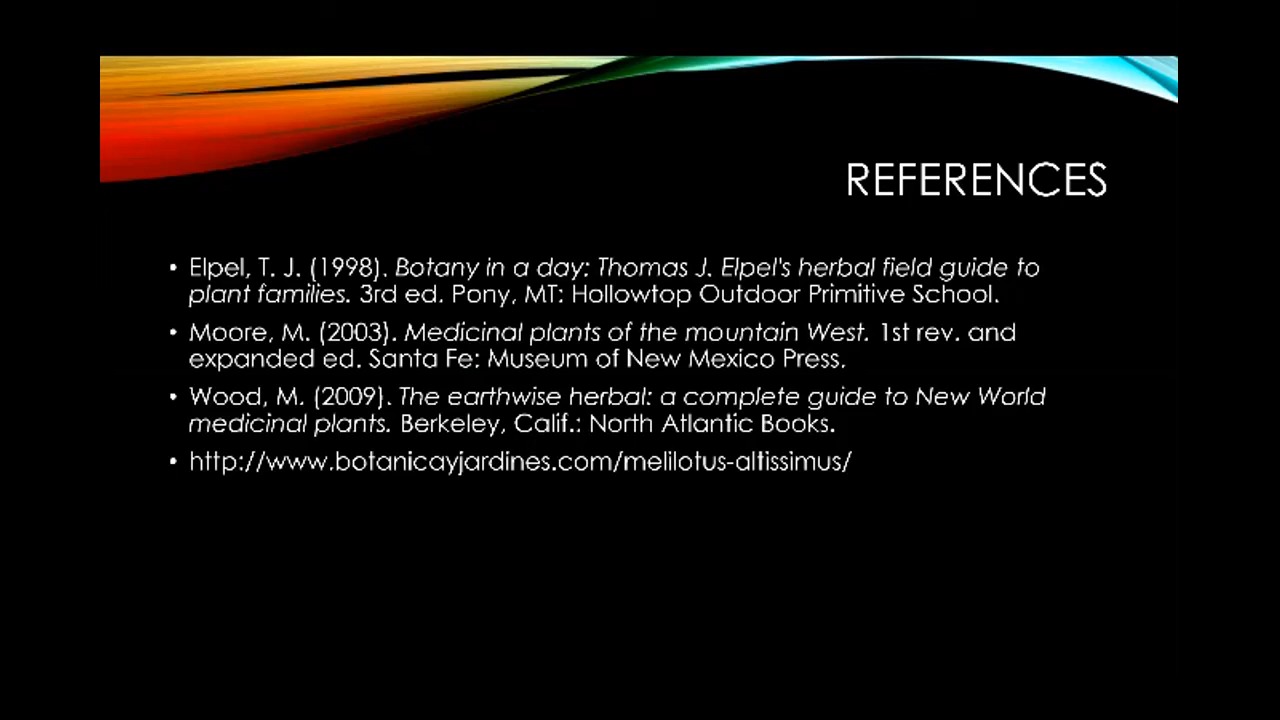 REFERENCES
• Elpel, T. J. (1998). Botany in a day: Thomas J. Elpel's herbal field guide to
plant families. 3rd ed. Pony, MT: Hollowtop Outdoor Primitive School.
• Moore, M. (2003). Medicinal plants of the mountain West. 1st rev. and
expanded ed. Santa Fe: Museum of New Mexico Press.
• Wood, M. (2009). The earthwise herbal: a complete guide to New World
medicinal plants. Berkeley, Calif.: North Atlantic Books.
• http://www.botanicayjardines.com/melilotus-altissimus/